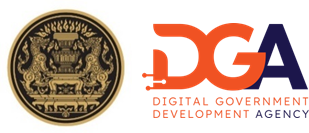 DGA
DIGITAL GOVERNMENT
DEVELOPMENT AGENCY